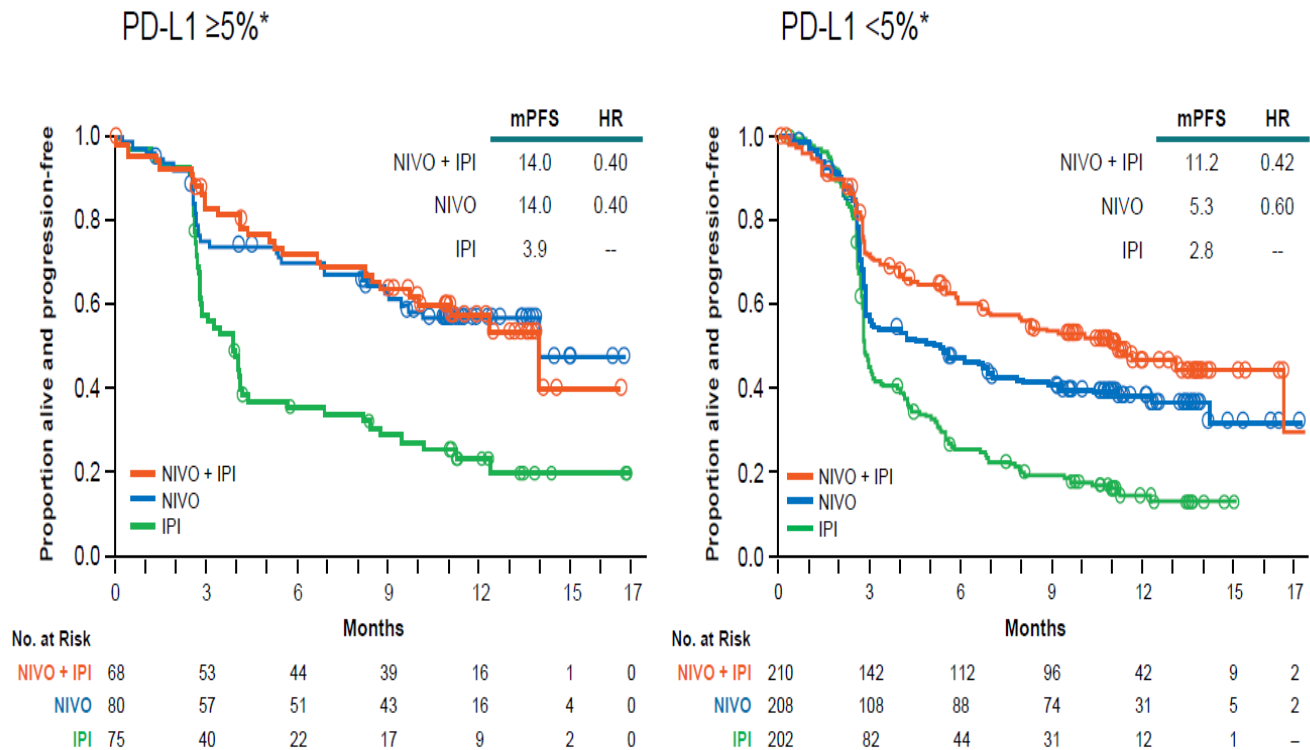 PD-L1 ≥5%*
mPFS HR
NIVO + IPI 14.0 0.40
NIVO 14.0 0.40
IPI 3.9 --
Proportion alive and progression-free
1.0
0.8
0.6
0.4
0.2
0.0
NIVO + IPI
NIVO
IPI
0 3 6 9 12 15 17
Months
No. at Risk
NIVO + IPI 68 53 44 39 16 1 0
NIVO 80 57 51 43 16 4 0
IPI 75 40 22 17 9 2 0
PD-L1 <5%*
mPFS HR
NIVO + IPI 11.2 0.42
NIVO 5.3 0.60
IPI 2.8 --
Proportion alive and progression-free
1.0
0.8
0.6
0.4
0.2
0.0
NIVO + IPI
NIVO
IPI
0 3 6 9 12 15 17
Months
No. at Risk
NIVO + IPI 210 142 112 96 42 9 2
NIVO 208 108 88 74 31 5 2
IPI 202 82 44 31 12 1 –